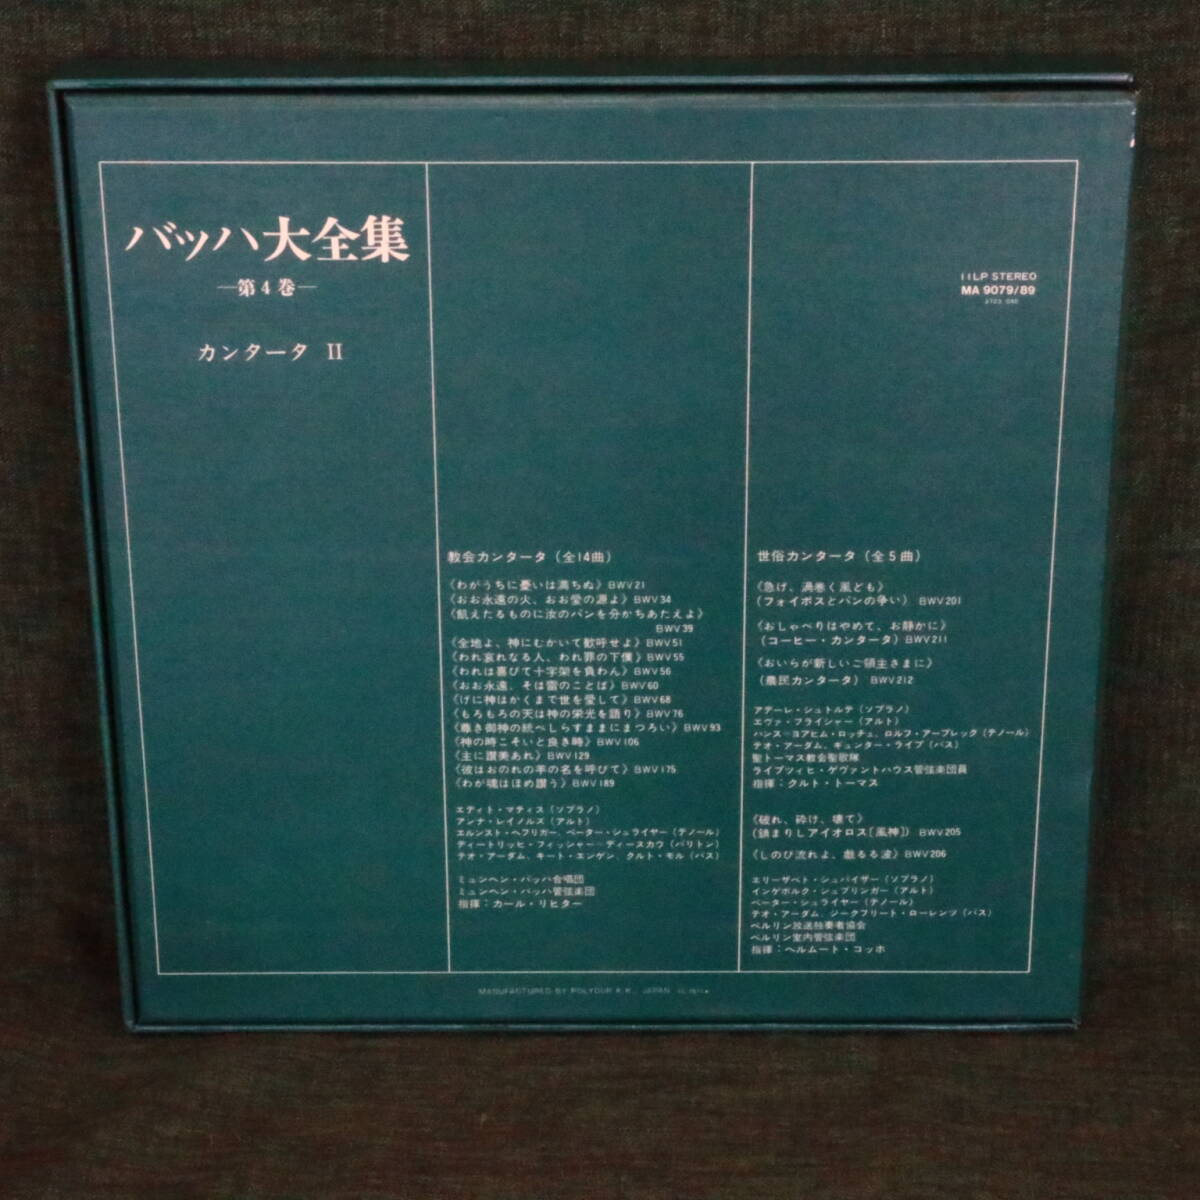 バッハ大全集
—第4巻—
カンタータ II
教会カンタータ（全14曲）
《わがうちに憂いは満ちぬ》BWV21
《おお永遠の火、おお愛の源よ》BWV34
《飢えたるものに汝のパンを分かちあたえよ》
BWV39
《全地よ、神にむかいて歓呼せよ》BWV51
《われ哀れなる人、われ罪の下僕》BWV55
《われは喜びて十字架を負わん》BWV56
《おお永遠、そは雷のことば》BWV60
《げに神はかくまで世を愛して》BWV68
《もろもろの天は神の栄光を語り》BWV76
《尊き御神の統べしらすままにまつろい》BWV93
《神の時こそいと良き時》BWV106
《主に讃美あれ》BWV129
《彼はおのれの羊の名を呼びて》BWV175
《わが魂はほめ讃う》BWV189
エディト・マティス（ソプラノ）
アンナ・レイノルズ（アルト）
エルンスト・ヘフリガー、ペーター・シュライヤー（テノール）
ディートリッヒ・フィッシャー=ディースカウ（バリトン）
テオ・アーダム、キート・エンゲン、クルト・モル（バス）
ミュンヘン・バッハ合唱団
ミュンヘン・バッハ管弦楽団
指揮：カール・リヒター
11LP STEREO
MA 9079/89
世俗カンタータ（全5曲）
《急げ、渦巻く風ども》
（フォイボスとパンの争い） BWV201
《おしゃべりはやめて、お静かに》
（コーヒー・カンタータ）BWV211
《おいらが新しいご領主さまに》
（農民カンタータ） BWV212
アデーレ・シュトルテ（ソプラノ）
エヴァ・フライシャー（アルト）
ハンス=ヨアヒム・ロッチュ、ロルフ・アープレック（テノール）
テオ・アーダム、ギュンター・ライプ（バス）
聖トーマス教会聖歌隊
ライプツィヒ・ゲヴァントハウス管弦楽団員
指揮：クルト・トーマス
《破れ、砕け、壊て》
（鎮まりしアイオロス［風神］） BWV205
《しのび流れよ、戯るる波》BWV206
エリーザベト・シュパイザー（ソプラノ）
インゲボルク・シュプリンガー（アルト）
ペーター・シュライヤー（テノール）
テオ・アーダム、ジークフリート・ローレンツ（バス）
ベルリン放送独奏者協会
ベルリン室内管弦楽団
指揮：ヘルムート・コッホ
MANUFACTURED BY POLYDOR K.K., JAPAN